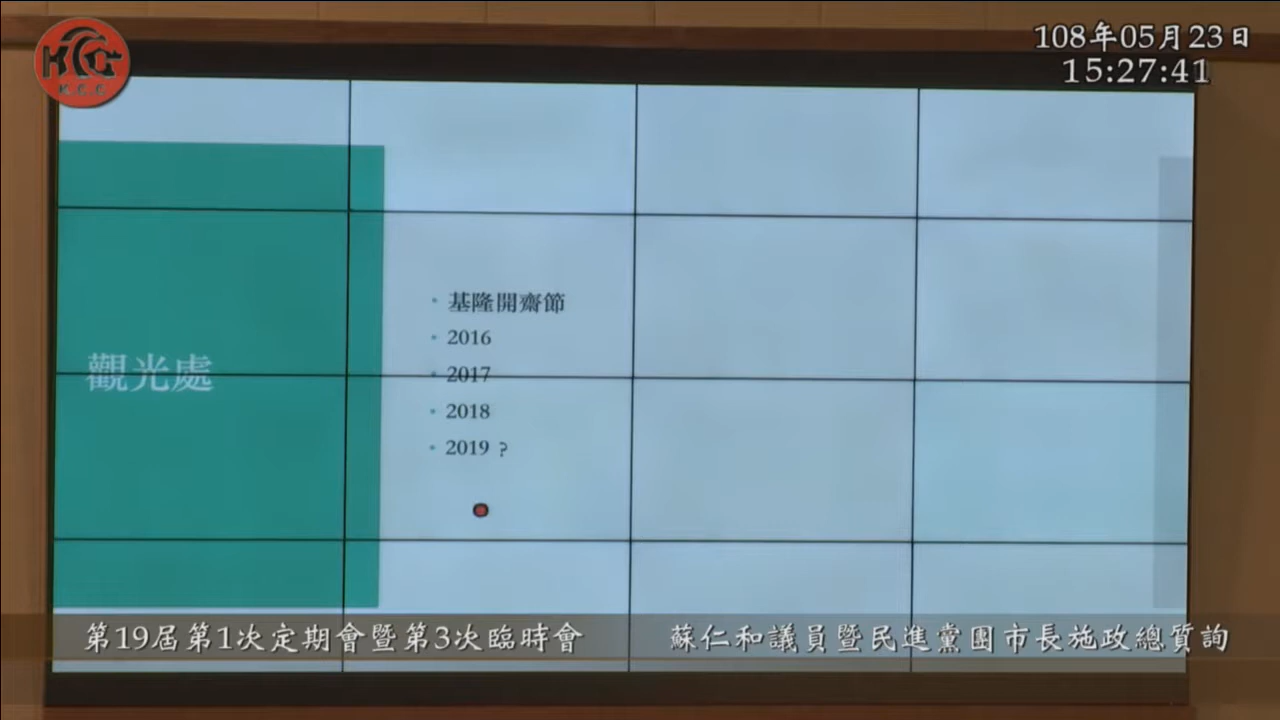 KCC
K.C.C
108年05月23日
15:27:41
觀光處
• 基隆開齋節
• 2016
• 2017
• 2018
• 2019 ?
第19屆第1次定期會暨第3次臨時會
蘇仁和議員暨民進黨團市長施政總質詢